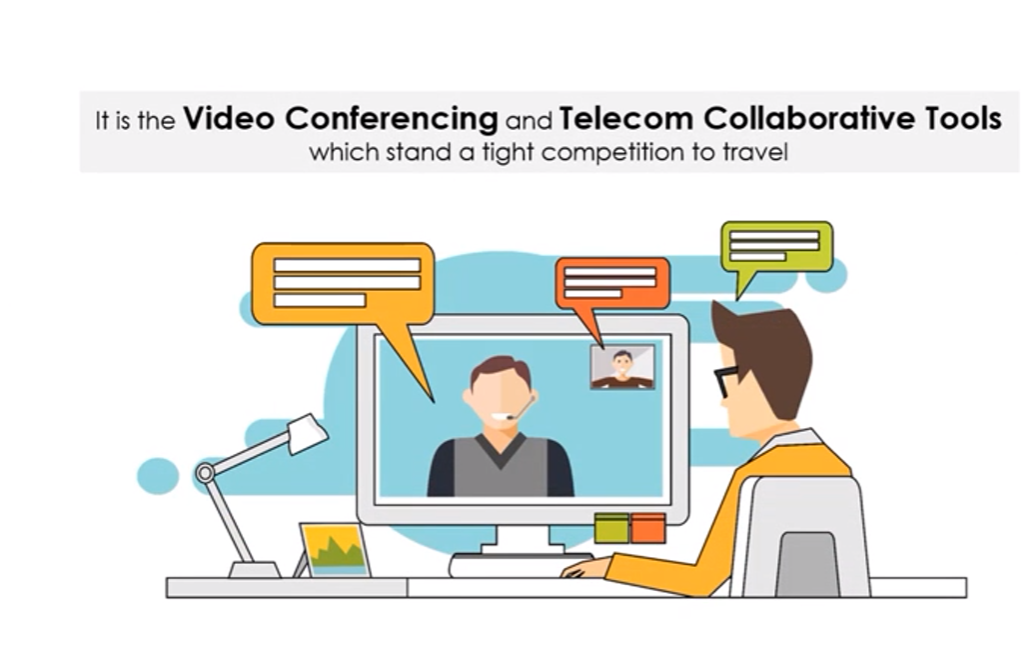 It is the Video Conferencing and Telecom Collaborative Tools
which stand a tight competition to travel